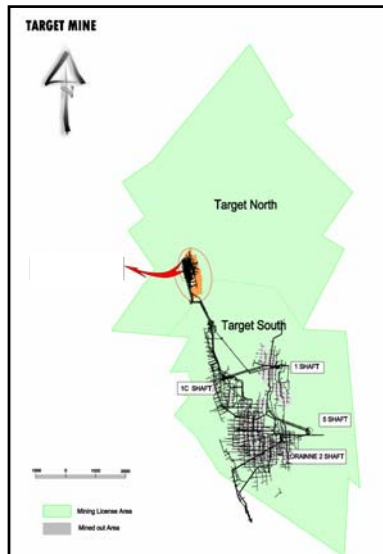 TARGET MINE
N
Target North
Target South
1 SHAFT
1C SHAFT
5 SHAFT
ORAINNE 2 SHAFT
Mining License Area
Mined out Area